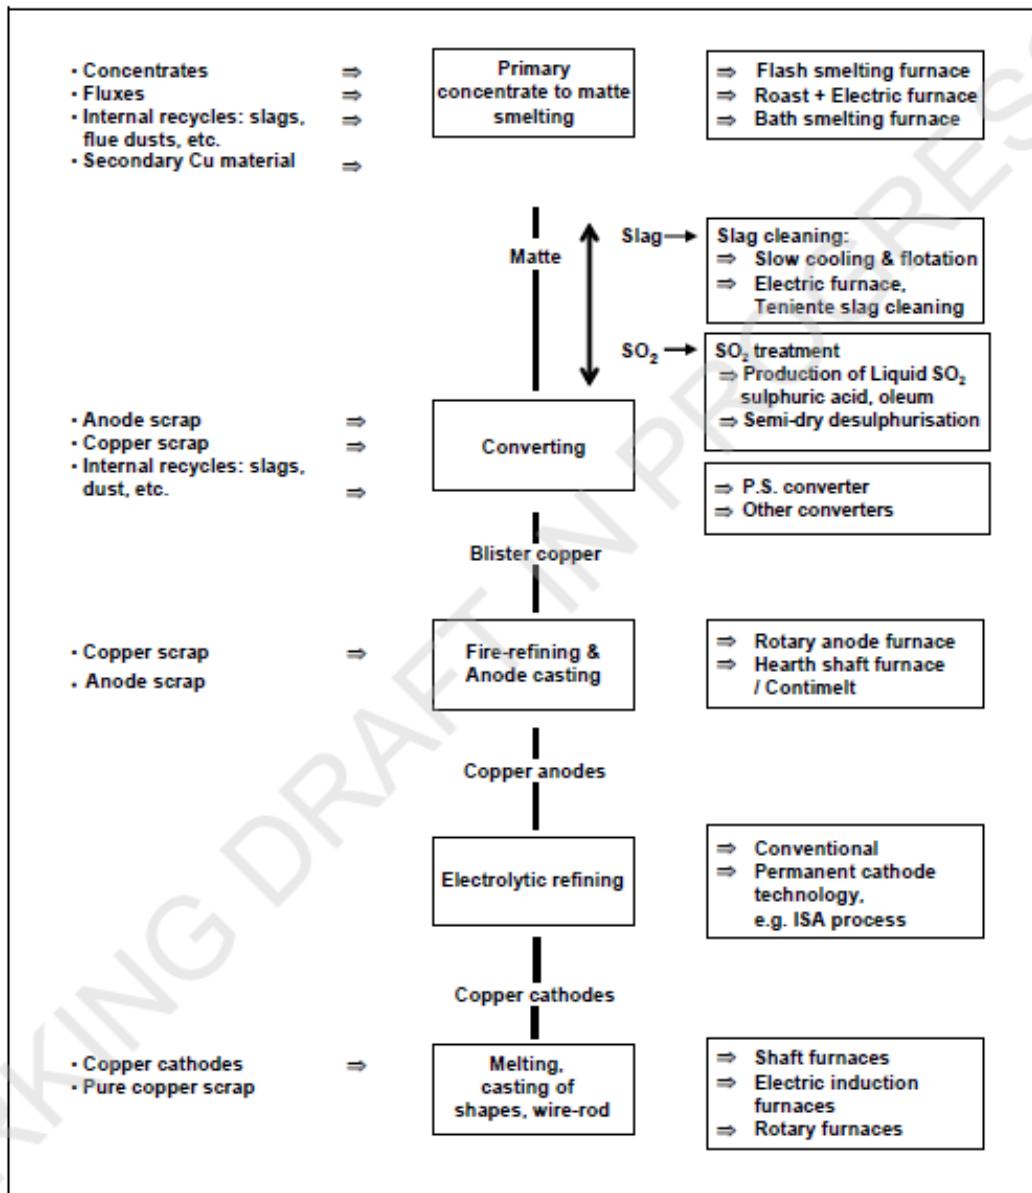 • Concentrates ⇒
• Fluxes ⇒
• Internal recycles: slags, ⇒
flue dusts, etc.
• Secondary Cu material ⇒
Primary
concentrate to matte
smelting
⇒ Flash smelting furnace
⇒ Roast + Electric furnace
⇒ Bath smelting furnace
Matte
Slag
Slag cleaning:
⇒ Slow cooling & flotation
⇒ Electric furnace,
Teniente slag cleaning
SO₂
SO₂ treatment
⇒ Production of Liquid SO₂
sulphuric acid, oleum
⇒ Semi-dry desulphurisation
• Anode scrap ⇒
• Copper scrap ⇒
• Internal recycles: slags,
dust, etc. ⇒
Converting
⇒ P.S. converter
⇒ Other converters
Blister copper
• Copper scrap ⇒
• Anode scrap
Fire-refining &
Anode casting
⇒ Rotary anode furnace
⇒ Hearth shaft furnace
/ Contimelt
Copper anodes
Electrolytic refining
⇒ Conventional
⇒ Permanent cathode
technology,
e.g. ISA process
Copper cathodes
• Copper cathodes ⇒
• Pure copper scrap
Melting,
casting of
shapes, wire-rod
⇒ Shaft furnaces
⇒ Electric induction
furnaces
⇒ Rotary furnaces
RKING DRAFT IN PROGRES